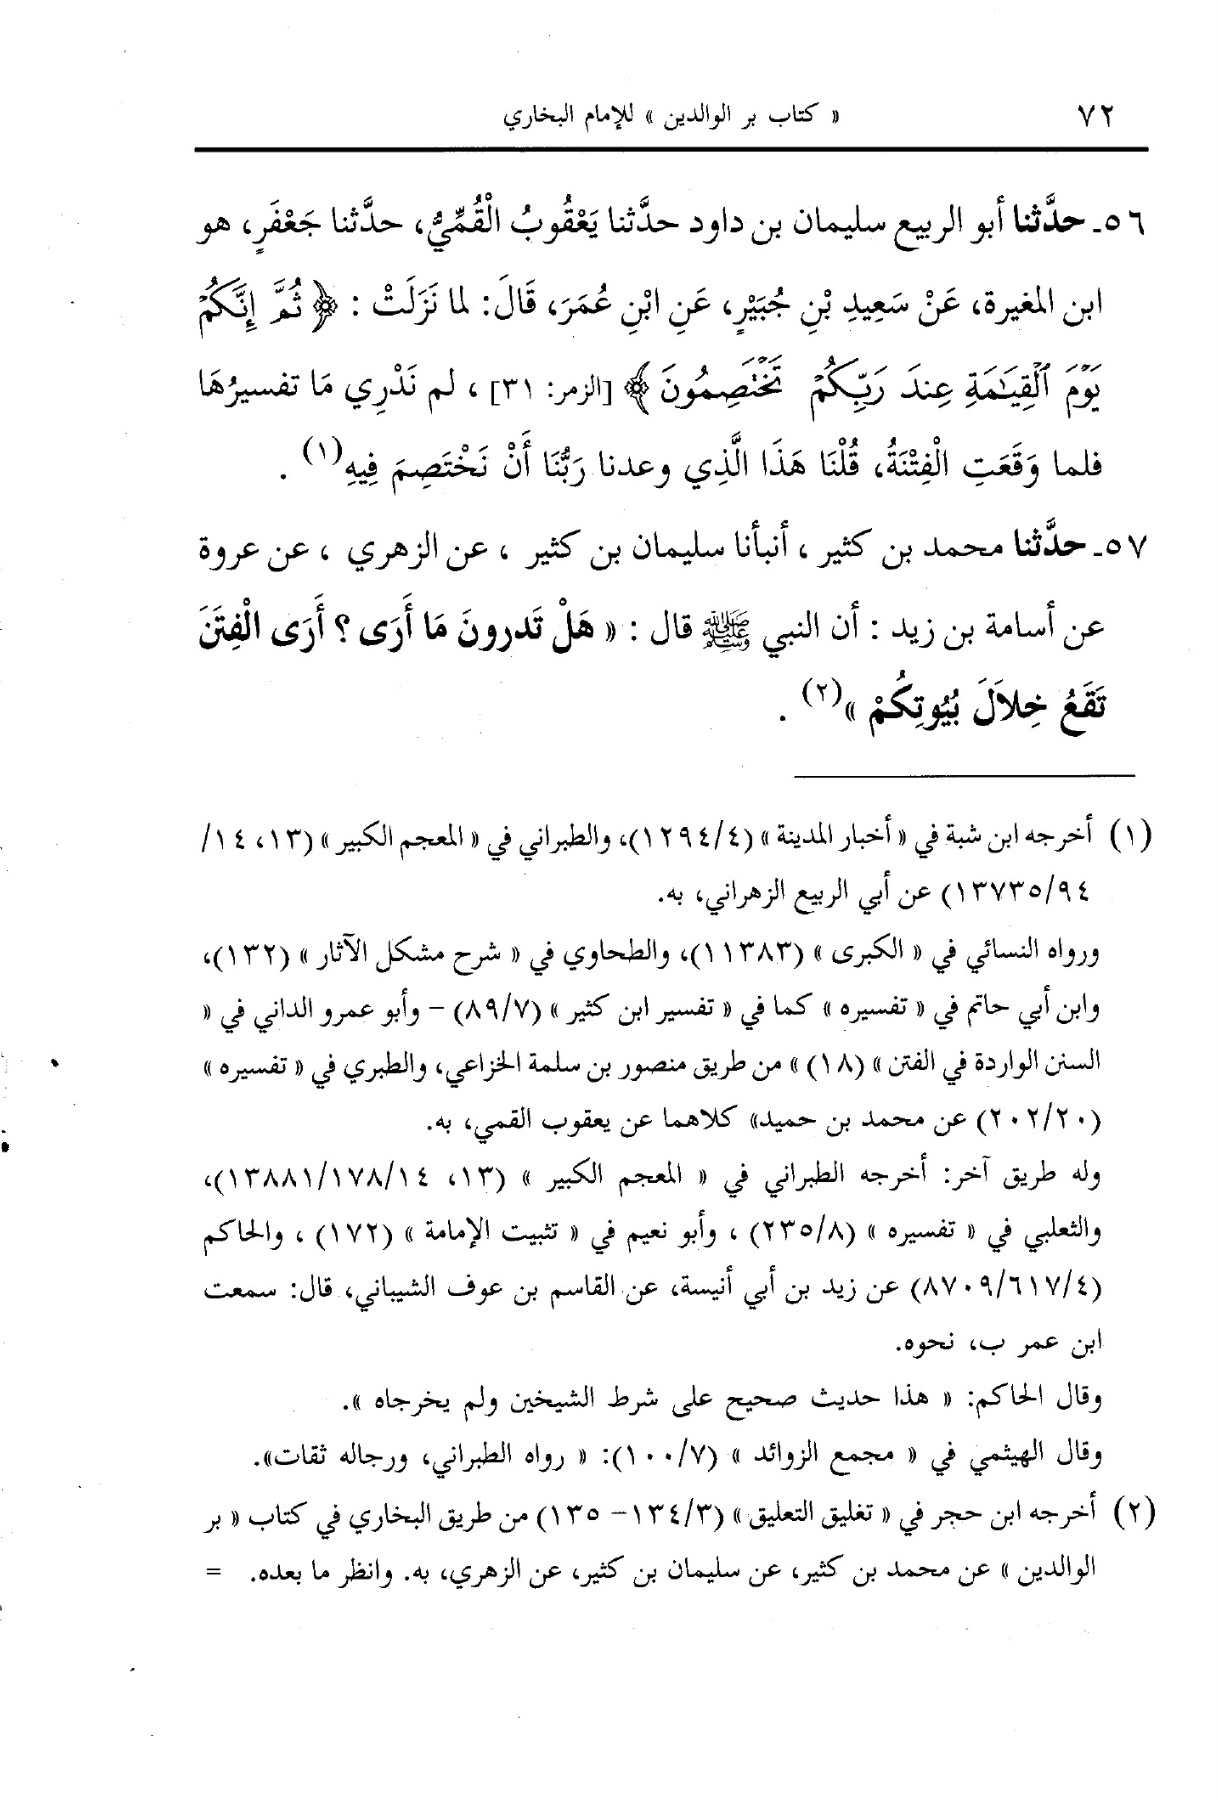 ٧٢
« كتاب بر الوالدين » للإمام البخاري
٥٦ـ حدَّثنا أبو الربيع سليمان بن داود حدَّثنا يَعْقُوبُ الْقُمِّيُّ، حدَّثنا جَعْفَرٍ، هو
ابن المغيرة، عَنْ سَعِيدِ بْنِ جُبَيْرٍ، عَنِ ابْنِ عُمَرَ، قَالَ: لما نَزَلَتْ : ﴿ ثُمَّ إِنَّكُمْ
يَوْمَ ٱلْقِيَٰمَةِ عِندَ رَبِّكُمْ تَخْتَصِمُونَ ﴾ [الزمر: ٣١] ، لم نَدْرِي مَا تفسيرُهَا
فلما وَقَعَتِ الْفِتْنَةُ، قُلْنَا هَذَا الَّذِي وعدنا رَبُّنَا أَنْ نَخْتَصِمَ فِيهِ(١) .
٥٧ـ حدَّثنا محمد بن كثير ، أنبأنا سليمان بن كثير ، عن الزهري ، عن عروة
عن أسامة بن زيد : أن النبي ﷺ قال : « هَلْ تَدرونَ مَا أَرَى ؟ أَرَى الْفِتَنَ
تَقَعُ خِلاَلَ بُيُوتِكُمْ »(٢) .
(١) أخرجه ابن شبة في « أخبار المدينة » (١٢٩٤/٤)، والطبراني في « المعجم الكبير » (١٣، ١٤/
١٣٧٣٥/٩٤) عن أبي الربيع الزهراني، به.
ورواه النسائي في « الكبرى » (١١٣٨٣)، والطحاوي في « شرح مشكل الآثار » (١٣٢)،
وابن أبي حاتم في « تفسيره » كما في « تفسير ابن كثير » (٨٩/٧) – وأبو عمرو الداني في «
السنن الواردة في الفتن » (١٨) » من طريق منصور بن سلمة الخزاعي، والطبري في « تفسيره »
(٢٠٢/٢٠) عن محمد بن حميد» كلاهما عن يعقوب القمي، به.
وله طريق آخر: أخرجه الطبراني في « المعجم الكبير » (١٣، ١٣٨٨١/١٧٨/١٤)،
والثعلبي في « تفسيره » (٢٣٥/٨) ، وأبو نعيم في « تثبيت الإمامة » (١٧٢) ، والحاكم
(٨٧٠٩/٦١٧/٤) عن زيد بن أبي أنيسة، عن القاسم بن عوف الشيباني، قال: سمعت
ابن عمر ب، نحوه.
وقال الحاكم: « هذا حديث صحيح على شرط الشيخين ولم يخرجاه ».
وقال الهيثمي في « مجمع الزوائد » (١٠٠/٧): « رواه الطبراني، ورجاله ثقات».
(٢) أخرجه ابن حجر في « تغليق التعليق » (١٣٤/٣– ١٣٥) من طريق البخاري في كتاب « بر
الوالدين » عن محمد بن كثير، عن سليمان بن كثير، عن الزهري، به. وانظر ما بعده. =